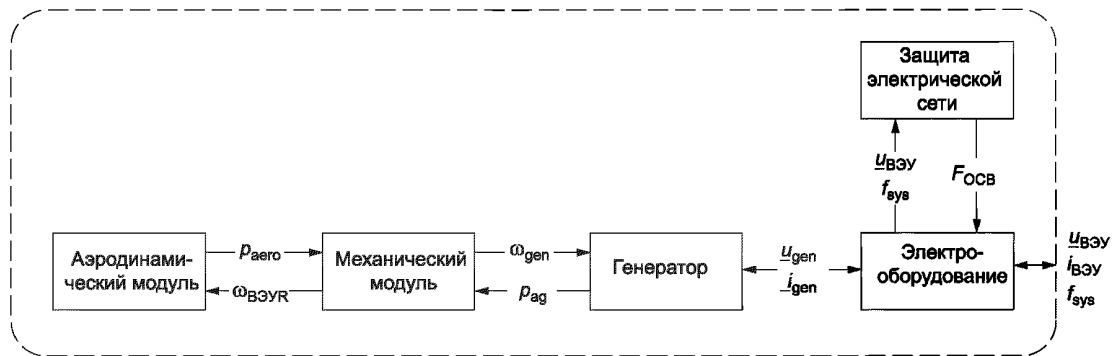 Защита
электрической
сети
u_ВЭУ
f_sys
F_ОСВ
Аэродинами-
ческий модуль
p_aero
ω_ВЭУR
Механический
модуль
ω_gen
p_ag
Генератор
u_gen
i_gen
Электро-
оборудование
u_ВЭУ
i_ВЭУ
f_sys